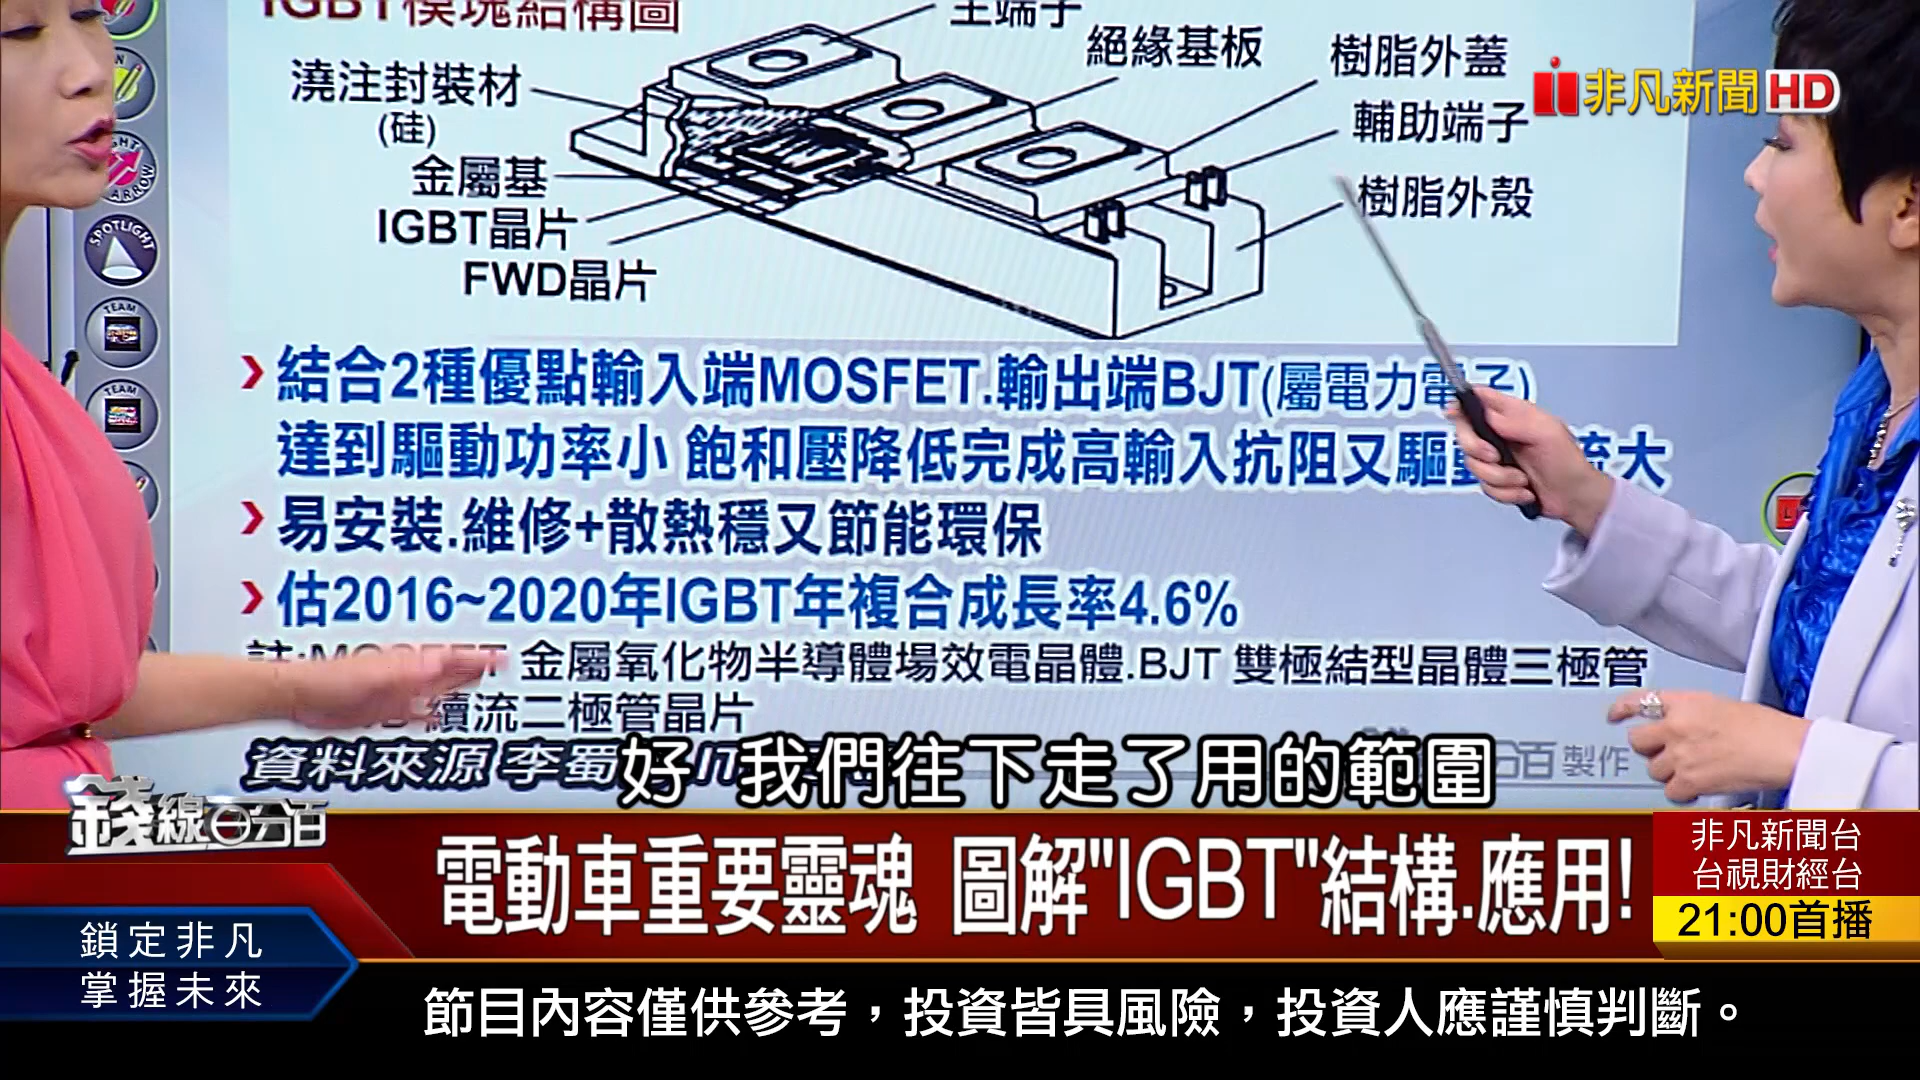 IGBT模塊結構圖
主端子
絕緣基板
樹脂外蓋
非凡新聞HD
澆注封裝材
(硅)
輔助端子
金屬基
樹脂外殼
IGBT晶片
FWD晶片
SPOTLIGHT
TEAM
TEAM
結合2種優點輸入端MOSFET.輸出端BJT(屬電力電子)
達到驅動功率小 飽和壓降低完成高輸入抗阻又驅動 流大
易安裝.維修+散熱穩又節能環保
估2016~2020年IGBT年複合成長率4.6%
註:MOSFET 金屬氧化物半導體場效電晶體.BJT 雙極結型晶體三極管
續流二極管晶片
資料來源 李蜀
製作
好 我們往下走了用的範圍
錢線百分百
電動車重要靈魂 圖解"IGBT"結構.應用!
非凡新聞台
台視財經台
21:00首播
鎖定非凡
掌握未來
節目內容僅供參考，投資皆具風險，投資人應謹慎判斷。